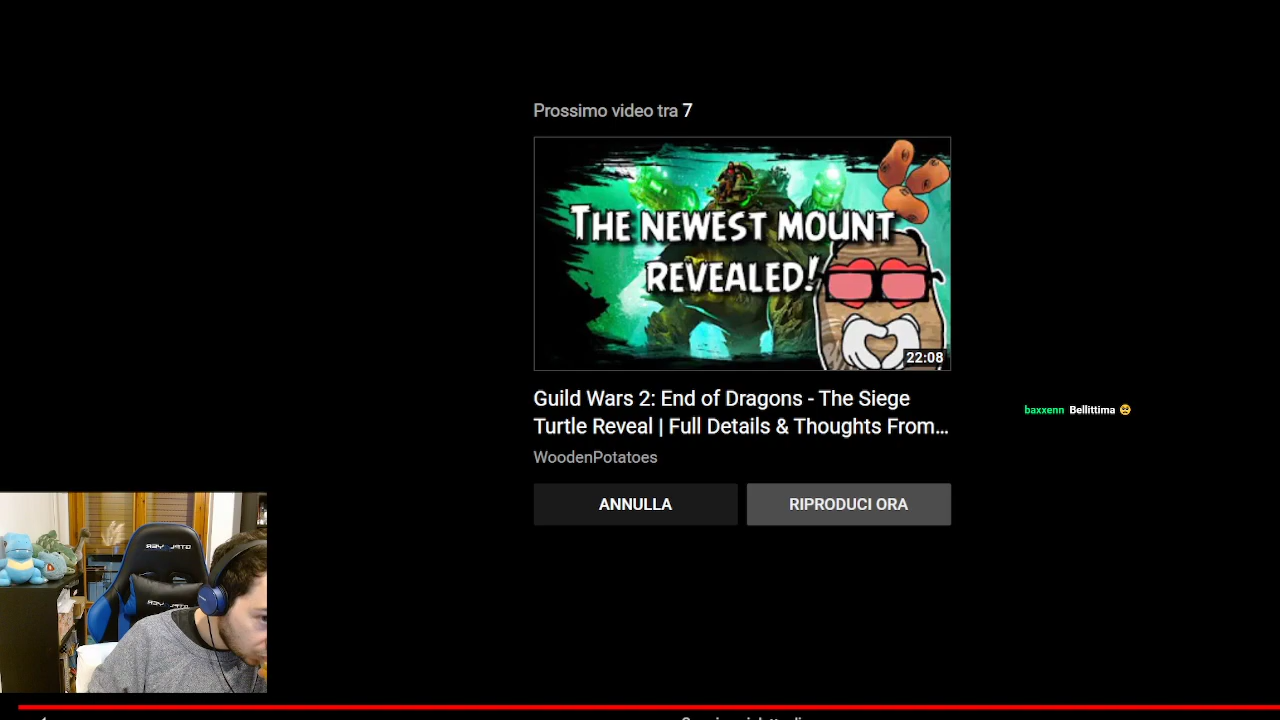 Prossimo video tra 7
THE NEWEST MOUNT
REVEALED!
22:08
Guild Wars 2: End of Dragons - The Siege
Turtle Reveal | Full Details & Thoughts From...
WoodenPotatoes
baxxenn Bellittima 🥺
ANNULLA
RIPRODUCI ORA